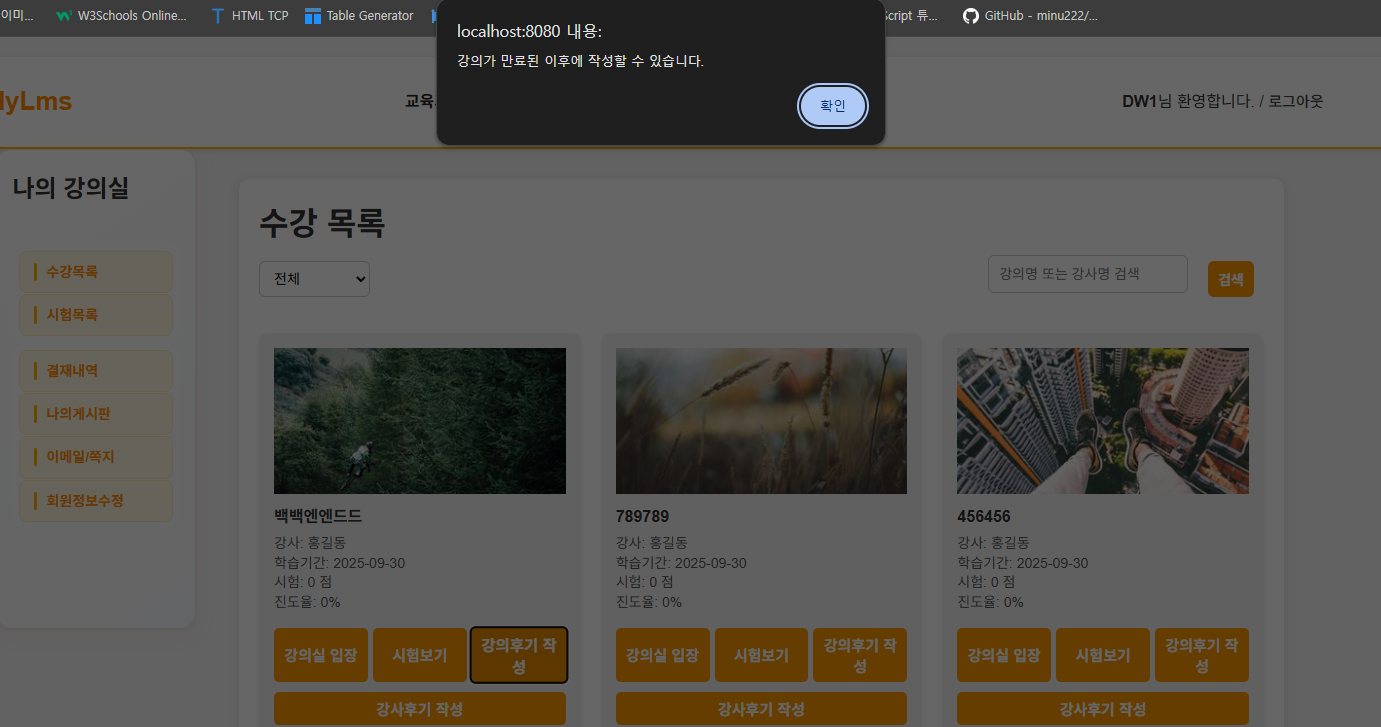 이미...
W3Schools Online...
HTML TCP
Table Generator
Script 튜...
GitHub - minu222/...
localhost:8080 내용:
강의가 만료된 이후에 작성할 수 있습니다.
확인
lyLms
교육
DW1님 환영합니다. / 로그아웃
나의 강의실
수강목록
시험목록
결재내역
나의게시판
이메일/쪽지
회원정보수정
수강 목록
전체
강의명 또는 강사명 검색
검색
백백엔엔드드
강사: 홍길동
학습기간: 2025-09-30
시험: 0 점
진도율: 0%
강의실 입장
시험보기
강의후기 작
성
강사후기 작성
789789
강사: 홍길동
학습기간: 2025-09-30
시험: 0 점
진도율: 0%
강의실 입장
시험보기
강의후기 작
성
강사후기 작성
456456
강사: 홍길동
학습기간: 2025-09-30
시험: 0 점
진도율: 0%
강의실 입장
시험보기
강의후기 작
성
강사후기 작성